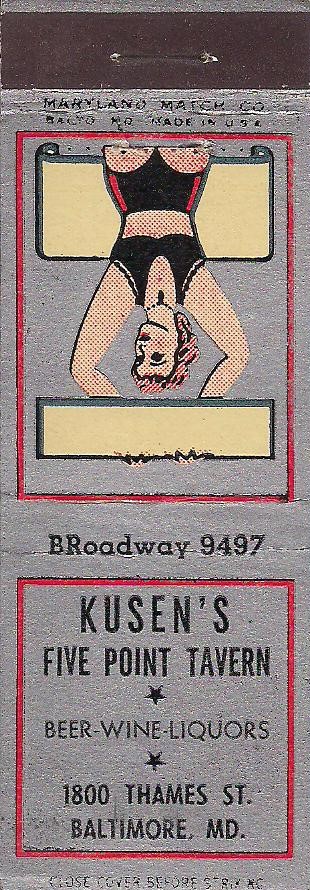 MARYLAND MATCH CO.
BALTO. MD. MADE IN U.S.A.
BRoadway 9497
KUSEN'S
FIVE POINT TAVERN
BEER-WINE-LIQUORS
1800 THAMES ST.
BALTIMORE, MD.
CLOSE COVER BEFORE STRIKING